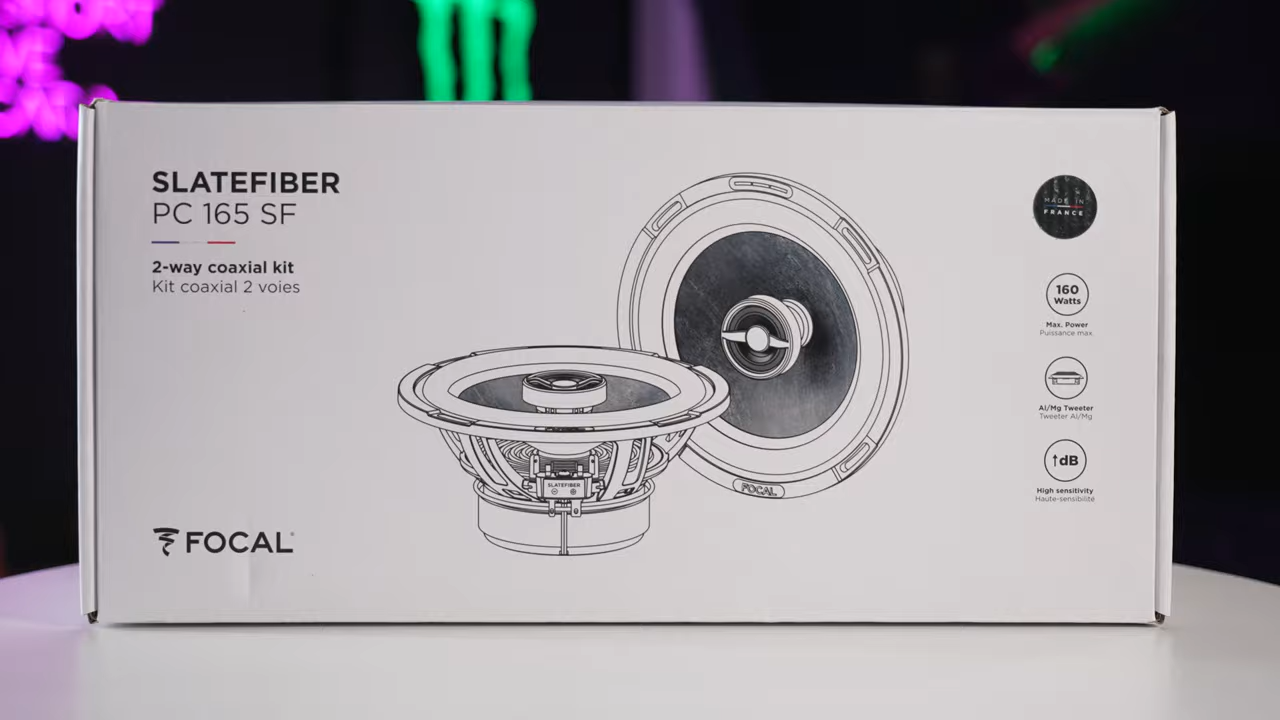 SLATEFIBER
PC 165 SF
2-way coaxial kit
Kit coaxial 2 voies
FOCAL
SLATEFIBER
FOCAL
MADE IN
FRANCE
160
Watts
Max. Power
Puissance max.
Al/Mg Tweeter
Tweeter Al/Mg
↑dB
High sensitivity
Haute-sensibilité